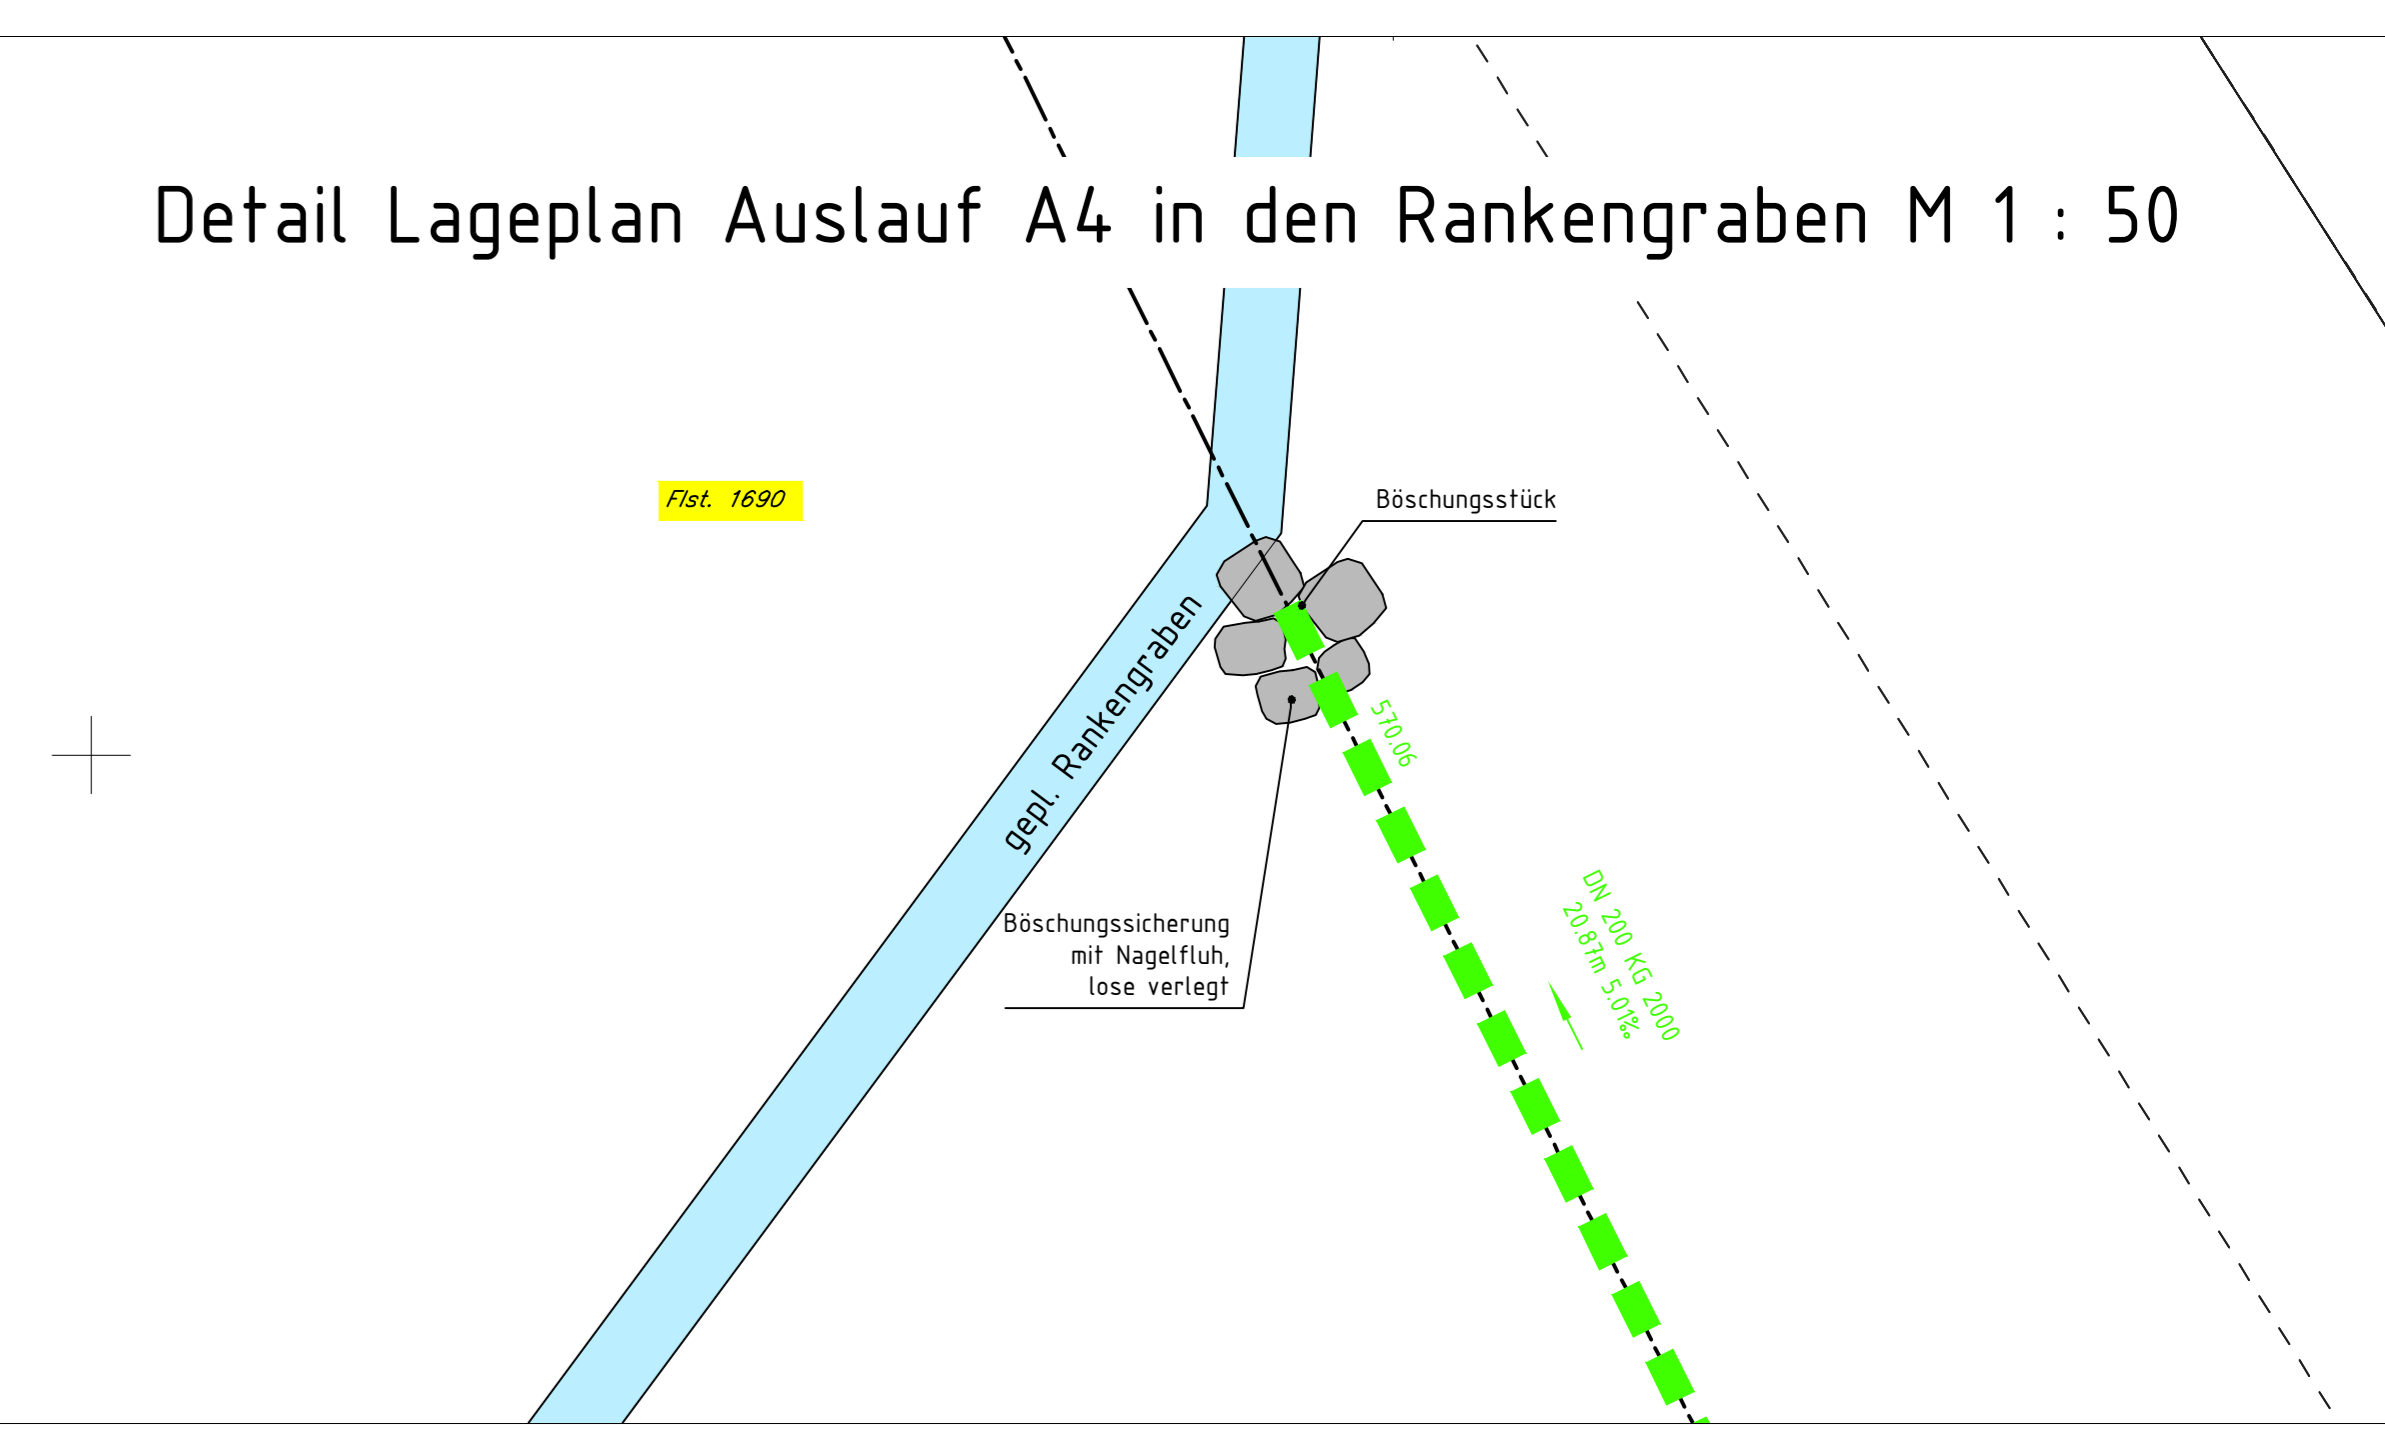 Detail Lageplan Auslauf A4 in den Rankengraben M 1 : 50
Flst. 1690
Böschungsstück
gepl. Rankengraben
570.06
Böschungssicherung
mit Nagelfluh,
lose verlegt
DN 200 KG 2000
20.87m 5.01‰